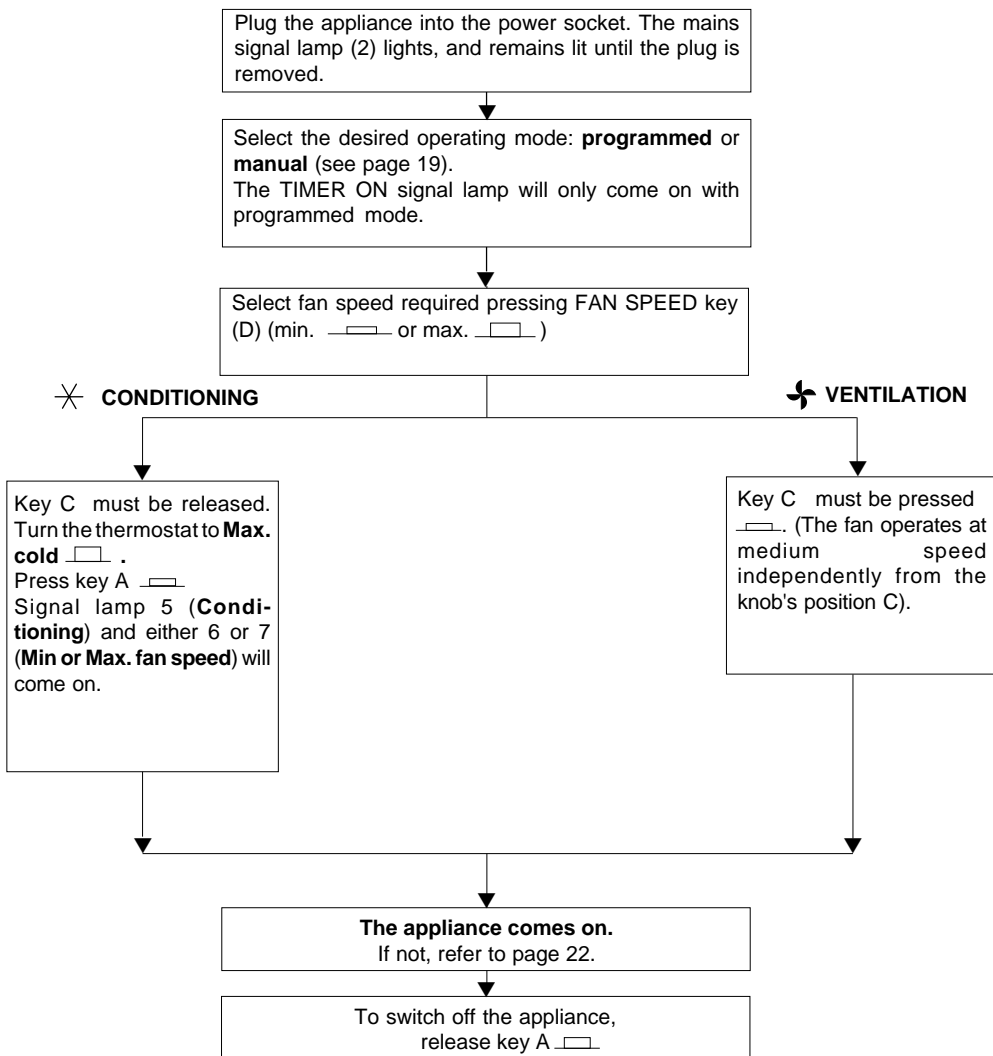 Plug the appliance into the power socket. The mains
signal lamp (2) lights, and remains lit until the plug is
removed.
Select the desired operating mode: programmed or
manual (see page 19).
The TIMER ON signal lamp will only come on with
programmed mode.
Select fan speed required pressing FAN SPEED key
(D) (min. or max. )
CONDITIONING
VENTILATION
Key C must be released.
Turn the thermostat to Max.
cold .
Press key A
Signal lamp 5 (Condi-
tioning) and either 6 or 7
(Min or Max. fan speed) will
come on.
Key C must be pressed
. (The fan operates at
medium speed
independently from the
knob's position C).
The appliance comes on.
If not, refer to page 22.
To switch off the appliance,
release key A